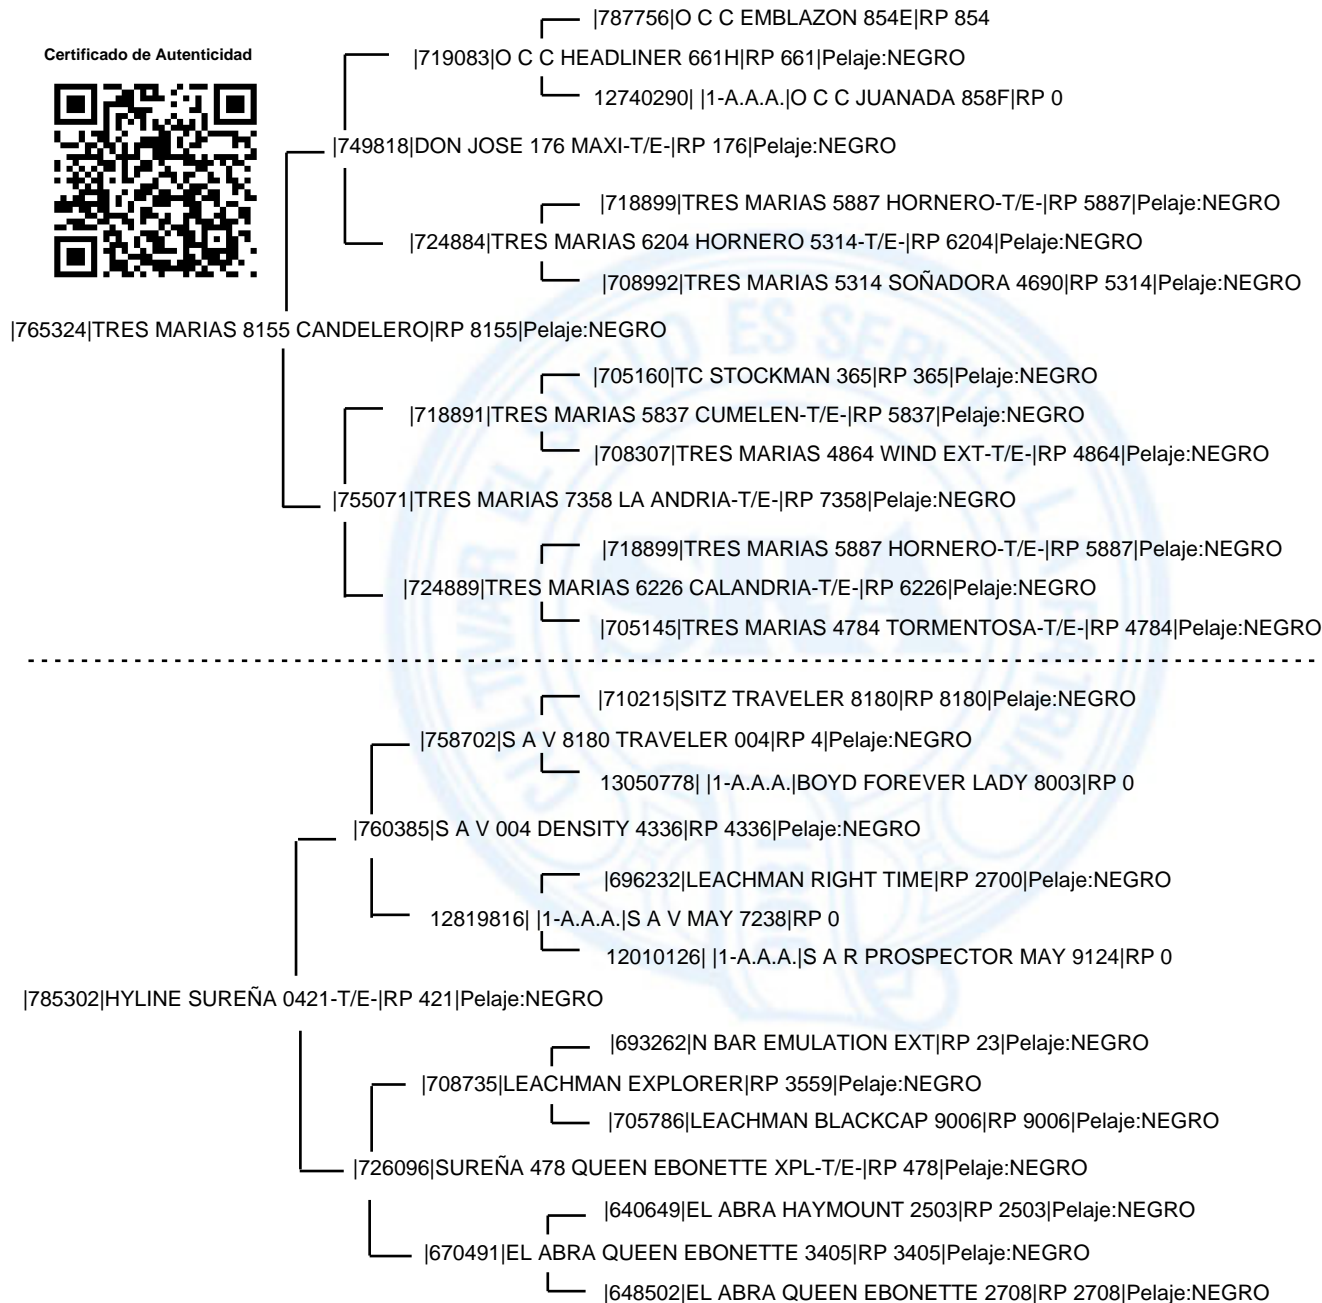 |787756|O C C EMBLAZON 854E|RP 854
Certificado de Autenticidad
|719083|O C C HEADLINER 661H|RP 661|Pelaje:NEGRO
12740290| |1-A.A.A.|O C C JUANADA 858F|RP 0
|749818|DON JOSE 176 MAXI-T/E-|RP 176|Pelaje:NEGRO
|718899|TRES MARIAS 5887 HORNERO-T/E-|RP 5887|Pelaje:NEGRO
|724884|TRES MARIAS 6204 HORNERO 5314-T/E-|RP 6204|Pelaje:NEGRO
|708992|TRES MARIAS 5314 SOÑADORA 4690|RP 5314|Pelaje:NEGRO
|765324|TRES MARIAS 8155 CANDELERO|RP 8155|Pelaje:NEGRO
|705160|TC STOCKMAN 365|RP 365|Pelaje:NEGRO
|718891|TRES MARIAS 5837 CUMELEN-T/E-|RP 5837|Pelaje:NEGRO
|708307|TRES MARIAS 4864 WIND EXT-T/E-|RP 4864|Pelaje:NEGRO
|755071|TRES MARIAS 7358 LA ANDRIA-T/E-|RP 7358|Pelaje:NEGRO
|718899|TRES MARIAS 5887 HORNERO-T/E-|RP 5887|Pelaje:NEGRO
|724889|TRES MARIAS 6226 CALANDRIA-T/E-|RP 6226|Pelaje:NEGRO
|705145|TRES MARIAS 4784 TORMENTOSA-T/E-|RP 4784|Pelaje:NEGRO
|710215|SITZ TRAVELER 8180|RP 8180|Pelaje:NEGRO
|758702|S A V 8180 TRAVELER 004|RP 4|Pelaje:NEGRO
13050778| |1-A.A.A.|BOYD FOREVER LADY 8003|RP 0
|760385|S A V 004 DENSITY 4336|RP 4336|Pelaje:NEGRO
|696232|LEACHMAN RIGHT TIME|RP 2700|Pelaje:NEGRO
12819816| |1-A.A.A.|S A V MAY 7238|RP 0
12010126| |1-A.A.A.|S A R PROSPECTOR MAY 9124|RP 0
|785302|HYLINE SUREÑA 0421-T/E-|RP 421|Pelaje:NEGRO
|693262|N BAR EMULATION EXT|RP 23|Pelaje:NEGRO
|708735|LEACHMAN EXPLORER|RP 3559|Pelaje:NEGRO
|705786|LEACHMAN BLACKCAP 9006|RP 9006|Pelaje:NEGRO
|726096|SUREÑA 478 QUEEN EBONETTE XPL-T/E-|RP 478|Pelaje:NEGRO
|640649|EL ABRA HAYMOUNT 2503|RP 2503|Pelaje:NEGRO
|670491|EL ABRA QUEEN EBONETTE 3405|RP 3405|Pelaje:NEGRO
|648502|EL ABRA QUEEN EBONETTE 2708|RP 2708|Pelaje:NEGRO
CULTIVAR EL SUELO ES SERVIR A LA PATRIA
SRA